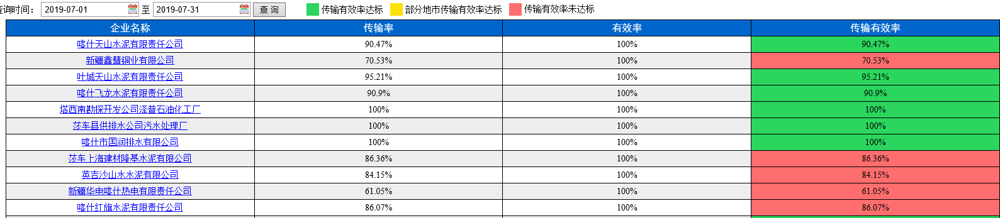 查询时间： 2019-07-01 至 2019-07-31 查 询 传输有效率达标 部分地市传输有效率达标 传输有效率未达标
企业名称 传输率 有效率 传输有效率
喀什天山水泥有限责任公司 90.47% 100% 90.47%
新疆鑫慧铜业有限公司 70.53% 100% 70.53%
叶城天山水泥有限责任公司 95.21% 100% 95.21%
喀什飞龙水泥有限责任公司 90.9% 100% 90.9%
塔西南勘探开发公司泽普石油化工厂 100% 100% 100%
莎车县供排水公司污水处理厂 100% 100% 100%
喀什市国润排水有限公司 100% 100% 100%
莎车上海建材隆基水泥有限公司 86.36% 100% 86.36%
英吉沙山水水泥有限公司 84.15% 100% 84.15%
新疆华电喀什热电有限责任公司 61.05% 100% 61.05%
喀什红旗水泥有限责任公司 86.07% 100% 86.07%